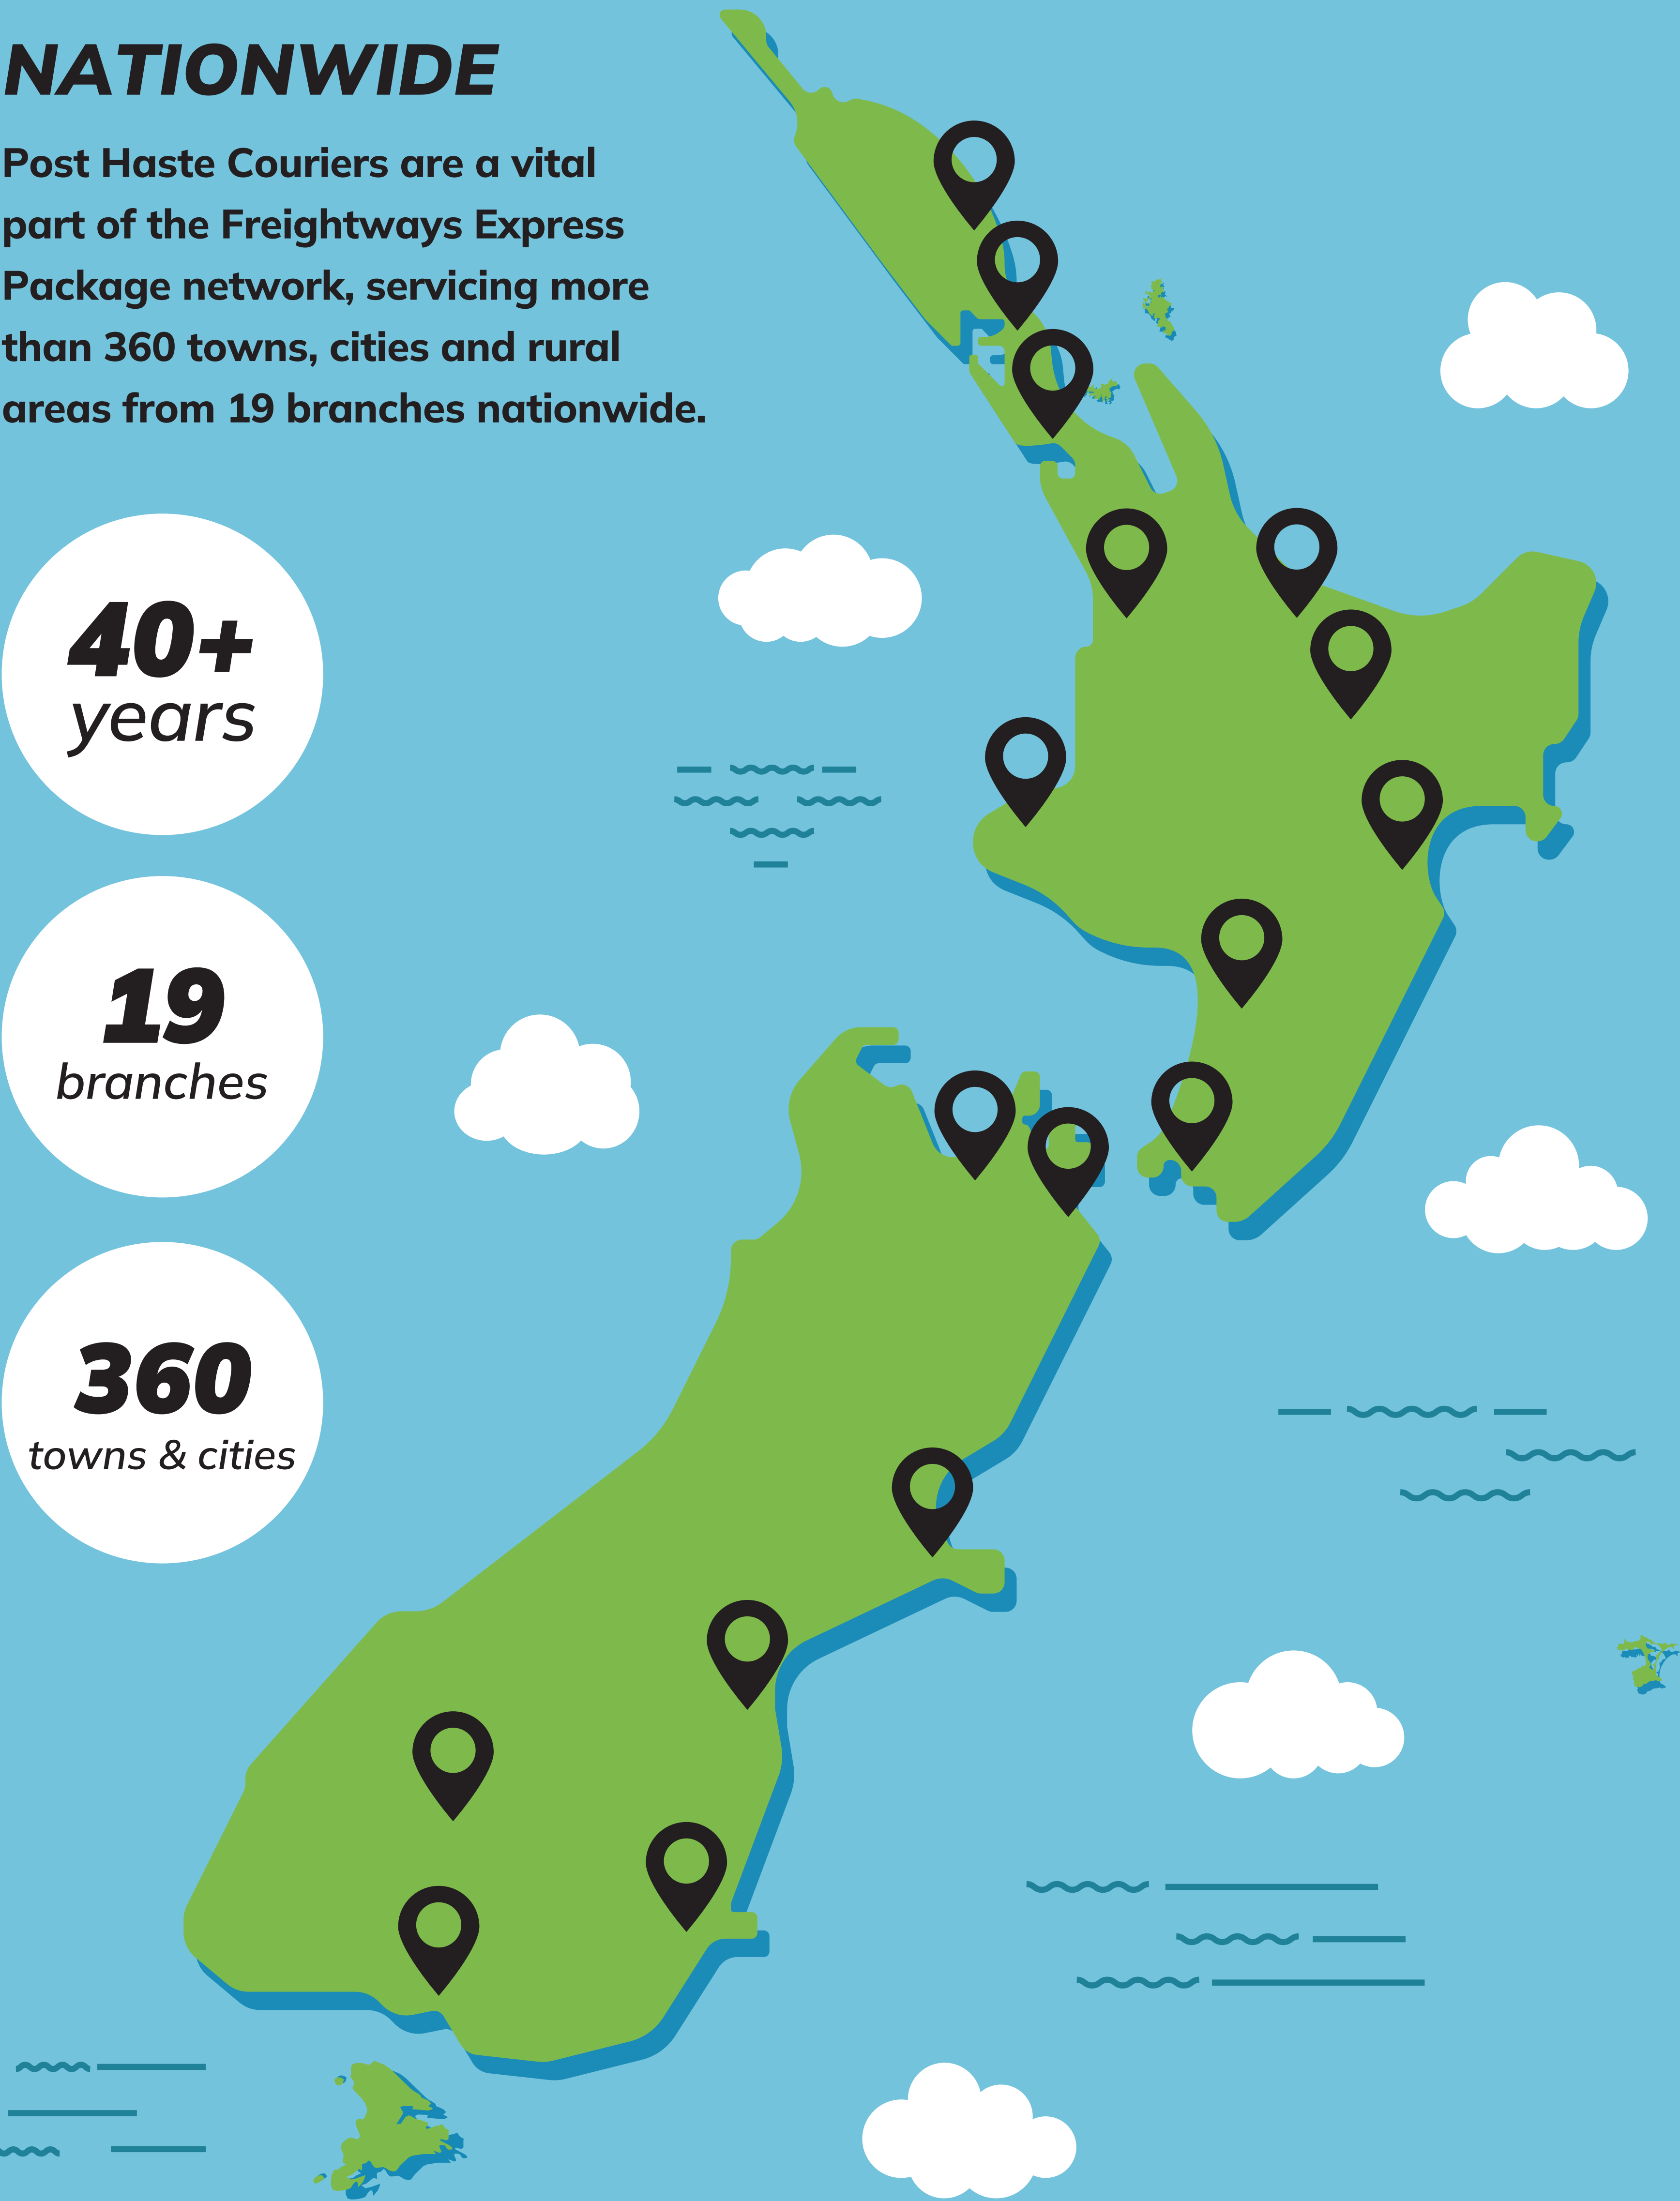 NATIONWIDE
Post Haste Couriers are a vital
part of the Freightways Express
Package network, servicing more
than 360 towns, cities and rural
areas from 19 branches nationwide.
40+
years
19
branches
360
towns & cities